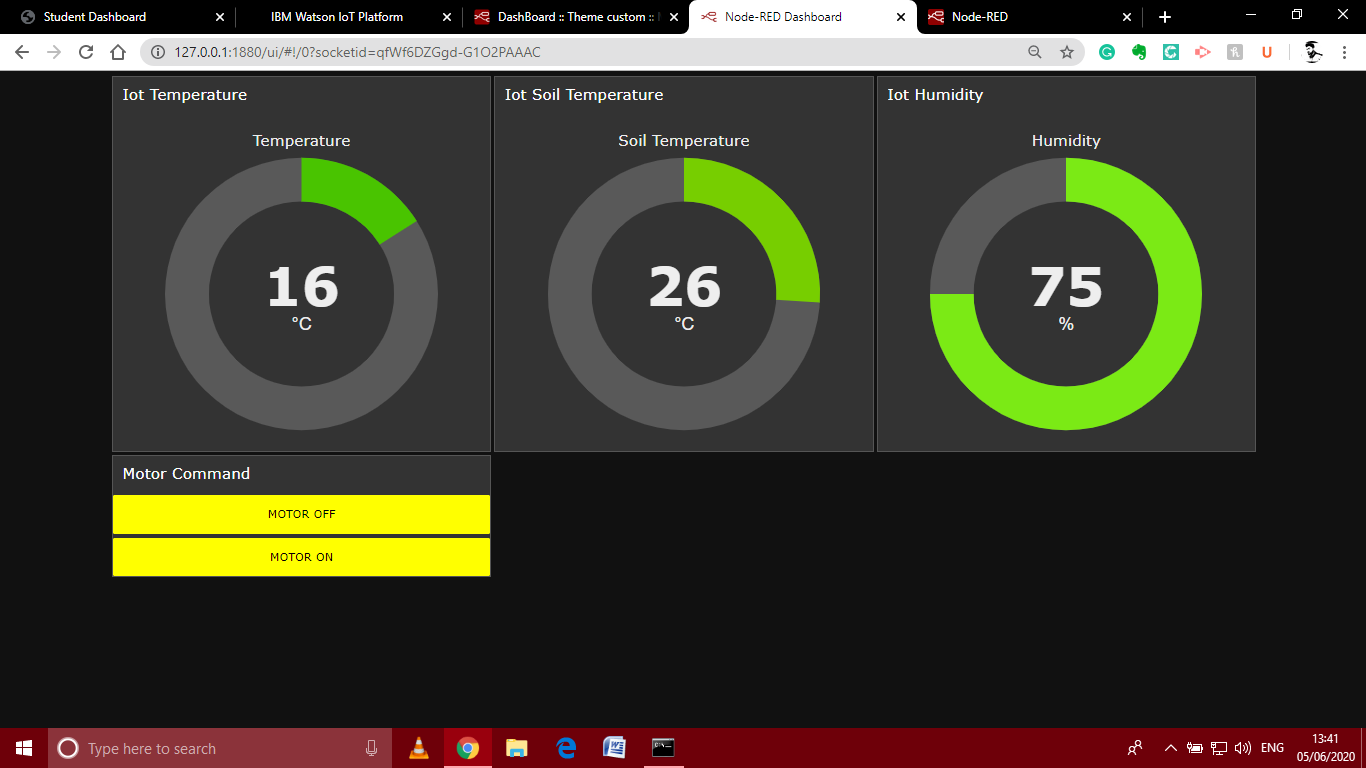 Student Dashboard
IBM Watson IoT Platform
DashBoard :: Theme custom ::
Node-RED Dashboard
Node-RED
127.0.0.1:1880/ui/#!/0?socketid=qfWf6DZGgd-G1O2PAAAC
Iot Temperature
Temperature
16
°C
Iot Soil Temperature
Soil Temperature
26
°C
Iot Humidity
Humidity
75
%
Motor Command
MOTOR OFF
MOTOR ON
Type here to search
ENG
13:41
05/06/2020